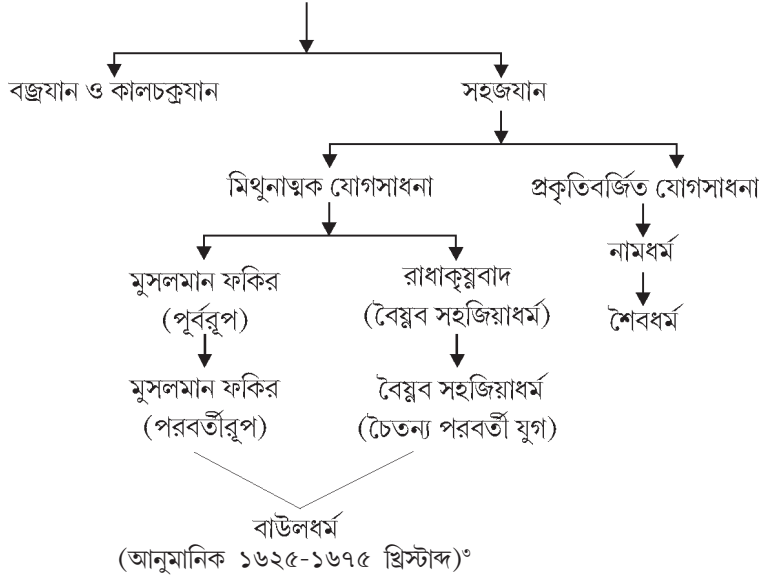 বজ্রযান ও কালচক্রযান
সহজযান
মিথুনাত্মক যোগসাধনা
প্রকৃতিবর্জিত যোগসাধনা
নামধর্ম
শৈবধর্ম
মুসলমান ফকির
(পূর্বরূপ)
রাধাকৃষ্ণবাদ
(বৈষ্ণব সহজিয়াধর্ম)
মুসলমান ফকির
(পরবর্তীরূপ)
বৈষ্ণব সহজিয়াধর্ম
(চৈতন্য পরবর্তী যুগ)
বাউলধর্ম
(আনুমানিক ১৬২৫-১৬৭৫ খ্রিস্টাব্দ)°